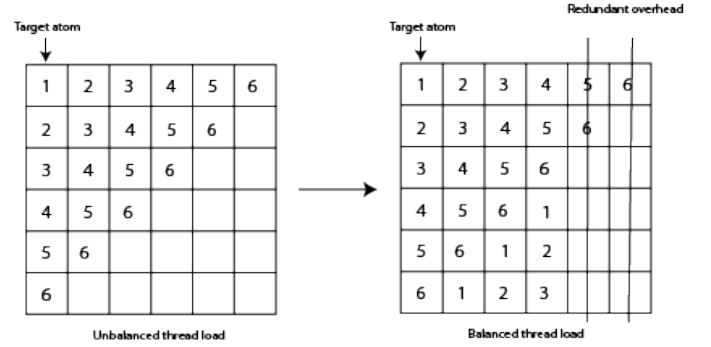 Redundant overhead
Target atom
Target atom
1 2 3 4 5 6
2 3 4 5 6
3 4 5 6
4 5 6
5 6
6
1 2 3 4 5 6
2 3 4 5 6
3 4 5 6
4 5 6 1
5 6 1 2
6 1 2 3
Unbalanced thread load
Balanced thread load